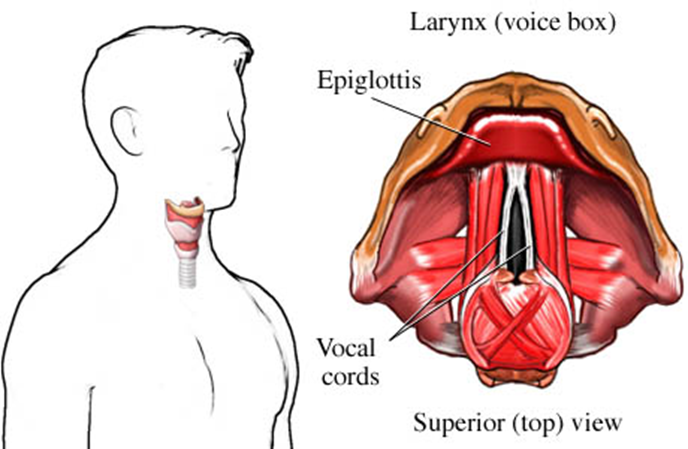 Larynx (voice box)
Epiglottis
Vocal
cords
Superior (top) view